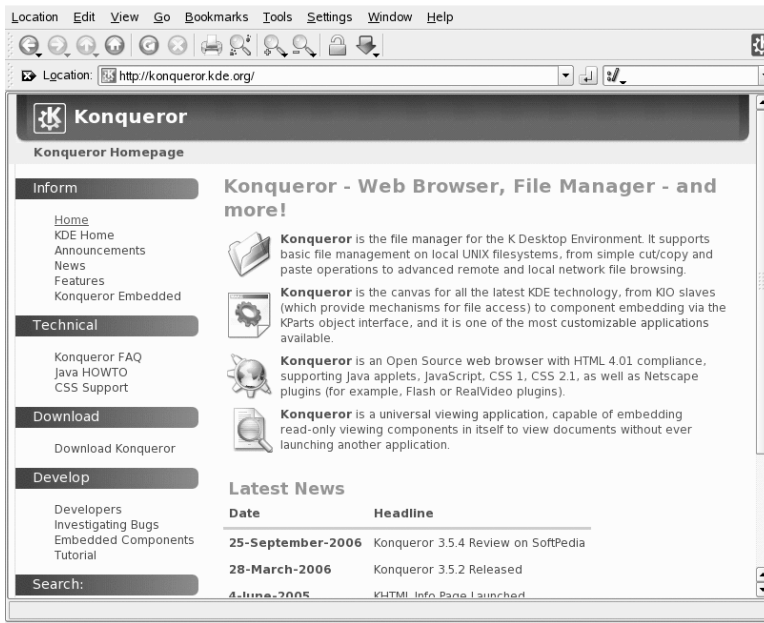 Location Edit View Go Bookmarks Tools Settings Window Help
Location: http://konqueror.kde.org/
Konqueror
Konqueror Homepage
Inform
Home
KDE Home
Announcements
News
Features
Konqueror Embedded
Technical
Konqueror FAQ
Java HOWTO
CSS Support
Download
Download Konqueror
Develop
Developers
Investigating Bugs
Embedded Components
Tutorial
Search:
Konqueror - Web Browser, File Manager - and
more!
Konqueror is the file manager for the K Desktop Environment. It supports
basic file management on local UNIX filesystems, from simple cut/copy and
paste operations to advanced remote and local network file browsing.
Konqueror is the canvas for all the latest KDE technology, from KIO slaves
(which provide mechanisms for file access) to component embedding via the
KParts object interface, and it is one of the most customizable applications
available.
Konqueror is an Open Source web browser with HTML 4.01 compliance,
supporting Java applets, JavaScript, CSS 1, CSS 2.1, as well as Netscape
plugins (for example, Flash or RealVideo plugins).
Konqueror is a universal viewing application, capable of embedding
read-only viewing components in itself to view documents without ever
launching another application.
Latest News
Date Headline
25-September-2006 Konqueror 3.5.4 Review on SoftPedia
28-March-2006 Konqueror 3.5.2 Released
4-June-2005 KHTML Info Page Launched